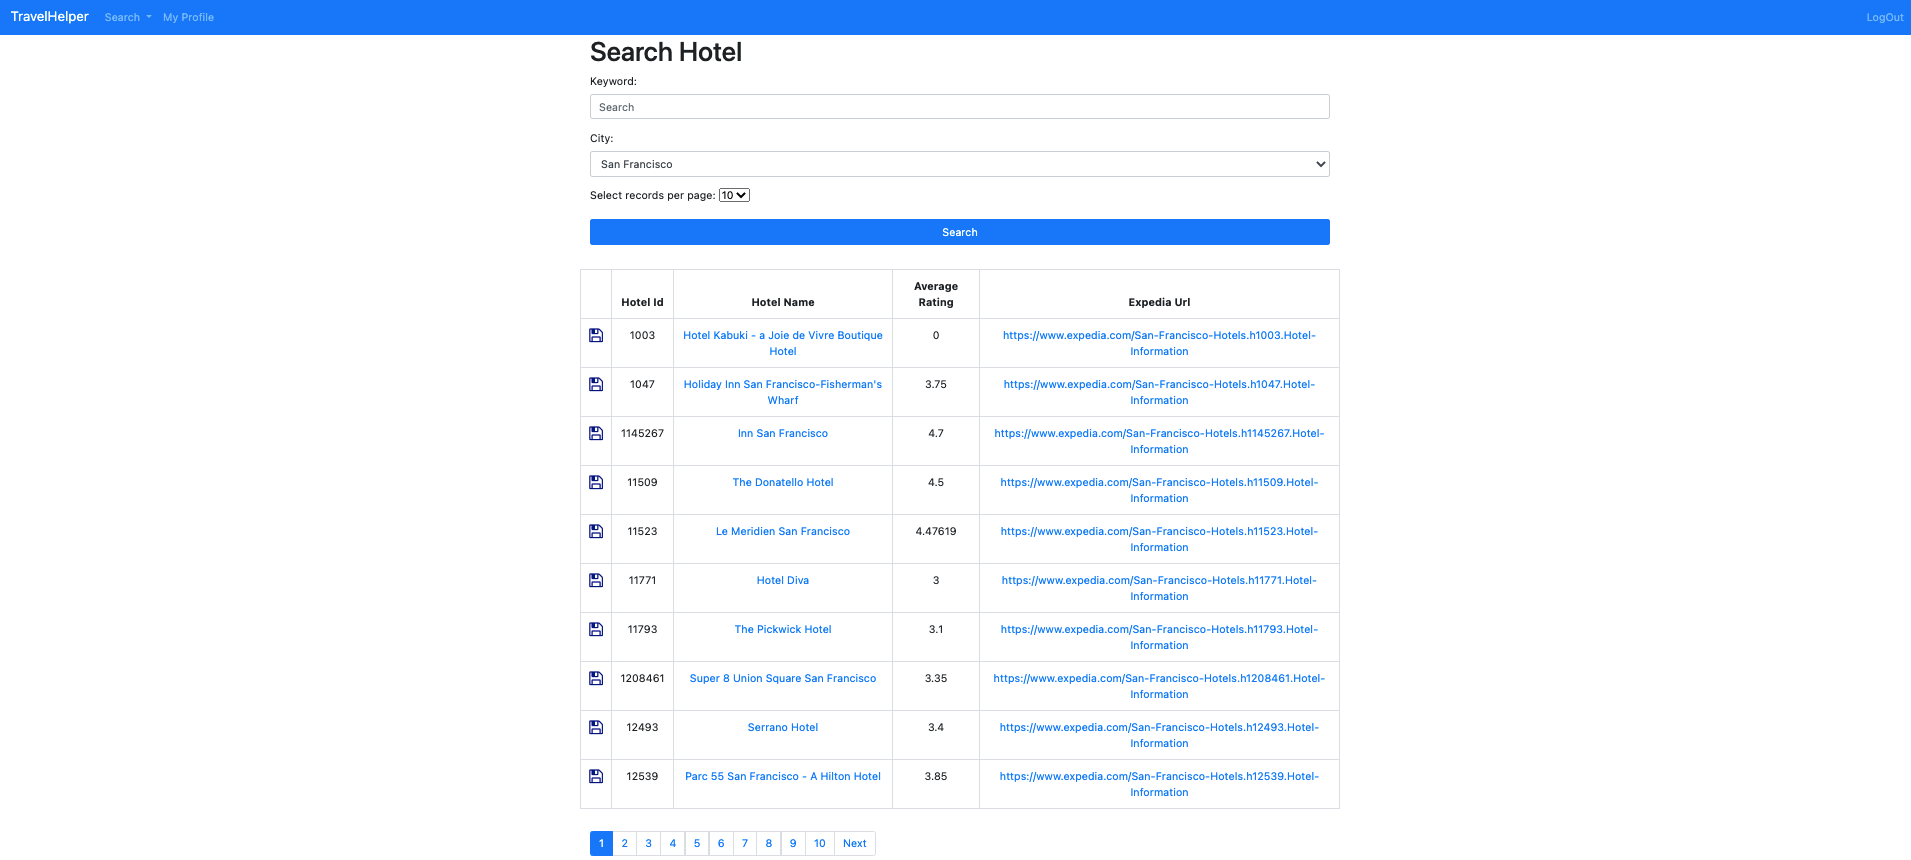 TravelHelper Search My Profile LogOut
Search Hotel
Keyword:
Search
City:
San Francisco
Select records per page: 10
Search
Average
Hotel Id Hotel Name Rating Expedia Url
1003 Hotel Kabuki - a Joie de Vivre Boutique 0 https://www.expedia.com/San-Francisco-Hotels.h1003.Hotel-
Hotel Information
1047 Holiday Inn San Francisco-Fisherman's 3.75 https://www.expedia.com/San-Francisco-Hotels.h1047.Hotel-
Wharf Information
1145267 Inn San Francisco 4.7 https://www.expedia.com/San-Francisco-Hotels.h1145267.Hotel-
Information
11509 The Donatello Hotel 4.5 https://www.expedia.com/San-Francisco-Hotels.h11509.Hotel-
Information
11523 Le Meridien San Francisco 4.47619 https://www.expedia.com/San-Francisco-Hotels.h11523.Hotel-
Information
11771 Hotel Diva 3 https://www.expedia.com/San-Francisco-Hotels.h11771.Hotel-
Information
11793 The Pickwick Hotel 3.1 https://www.expedia.com/San-Francisco-Hotels.h11793.Hotel-
Information
1208461 Super 8 Union Square San Francisco 3.35 https://www.expedia.com/San-Francisco-Hotels.h1208461.Hotel-
Information
12493 Serrano Hotel 3.4 https://www.expedia.com/San-Francisco-Hotels.h12493.Hotel-
Information
12539 Parc 55 San Francisco - A Hilton Hotel 3.85 https://www.expedia.com/San-Francisco-Hotels.h12539.Hotel-
Information
1 2 3 4 5 6 7 8 9 10 Next